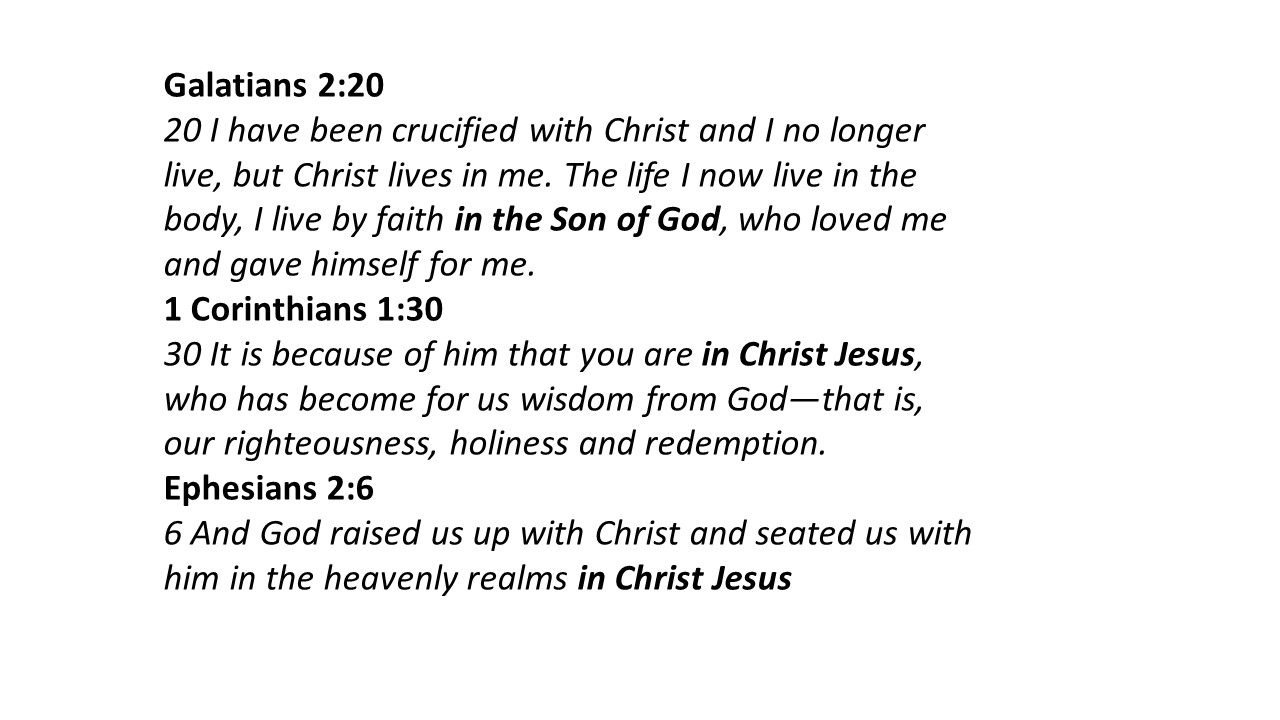 Galatians 2:20
20 I have been crucified with Christ and I no longer
live, but Christ lives in me. The life I now live in the
body, I live by faith in the Son of God, who loved me
and gave himself for me.
1 Corinthians 1:30
30 It is because of him that you are in Christ Jesus,
who has become for us wisdom from God—that is,
our righteousness, holiness and redemption.
Ephesians 2:6
6 And God raised us up with Christ and seated us with
him in the heavenly realms in Christ Jesus